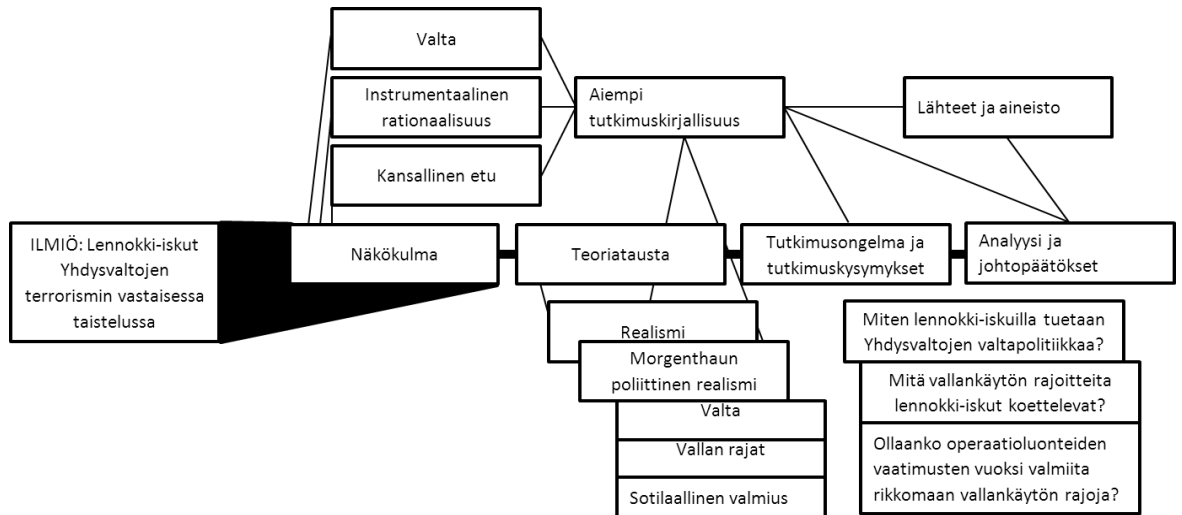 Valta
Instrumentaalinen
rationaalisuus
Kansallinen etu
Aiempi
tutkimuskirjallisuus
Lähteet ja aineisto
ILMIÖ: Lennokki-iskut
Yhdysvaltojen
terrorismin vastaisessa
taistelussa
Näkökulma
Teoriatausta
Tutkimusongelma ja
tutkimuskysymykset
Analyysi ja
johtopäätökset
Realismi
Morgenthaun
poliittinen realismi
Valta
Vallan rajat
Sotilaallinen valmius
Miten lennokki-iskuilla tuetaan
Yhdysvaltojen valtapolitiikkaa?
Mitä vallankäytön rajoitteita
lennokki-iskut koettelevat?
Ollaanko operaatioluonteiden
vaatimusten vuoksi valmiita
rikkomaan vallankäytön rajoja?